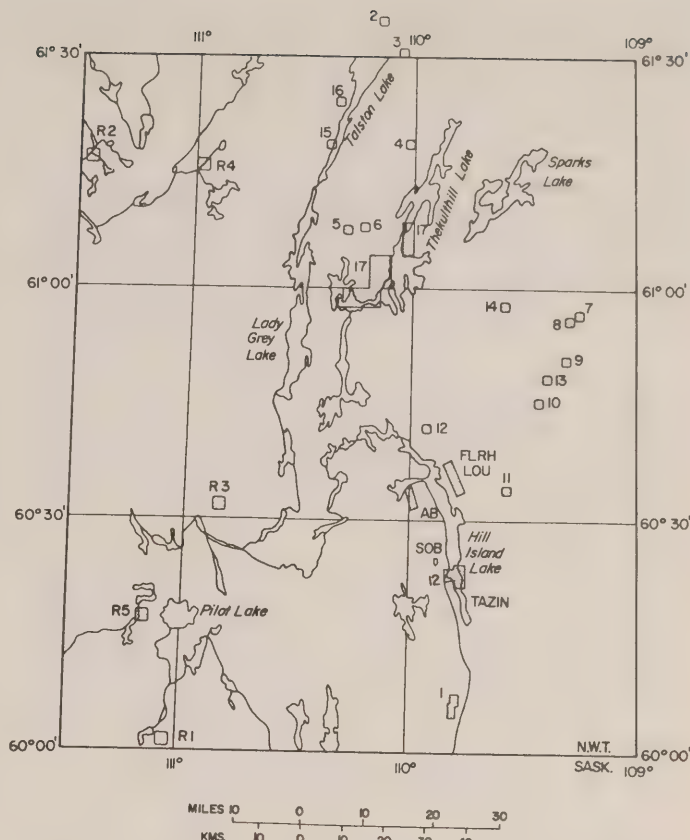 2
111°
3
110°
109°
61° 30'
61° 30'
16
Talston Lake
15
4
R2
R4
Sparks
Lake
Thekulthill Lake
5
6
17
17
61° 00'
61° 00'
14
7
8
Lady
Grey
Lake
9
13
10
12
FLRH
LOU
11
R3
60° 30'
60° 30'
AB
SOB
Hill
Island
Lake
12
TAZIN
R5
Pilot Lake
1
R1
60° 00'
N.W.T.
SASK.
60° 00'
111°
110°
109°
MILES 10 0 10 20 30
KMS. 10 0 10 20 30 40